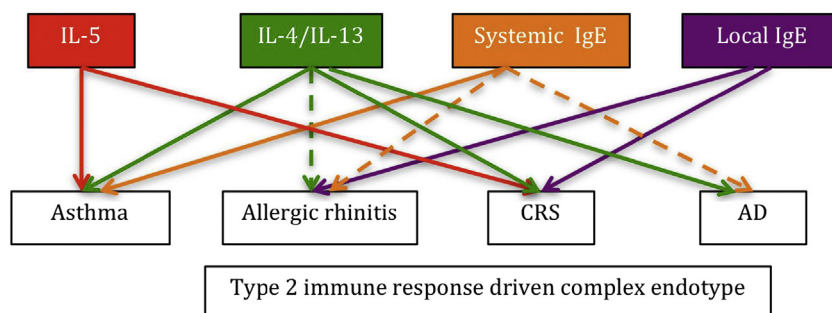 IL-5
IL-4/IL-13
Systemic IgE
Local IgE
Asthma
Allergic rhinitis
CRS
AD
Type 2 immune response driven complex endotype